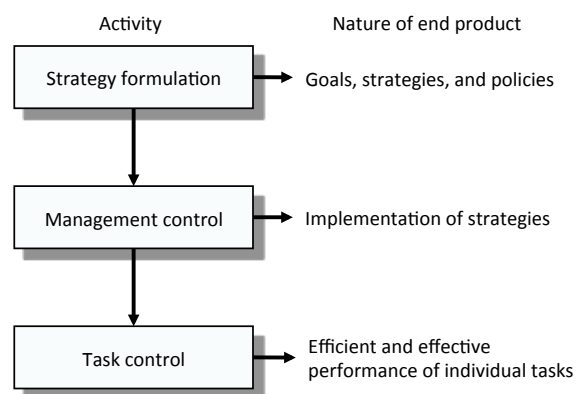 Activity
Nature of end product
Strategy formulation
Goals, strategies, and policies
Management control
Implementation of strategies
Task control
Efficient and effective
performance of individual tasks